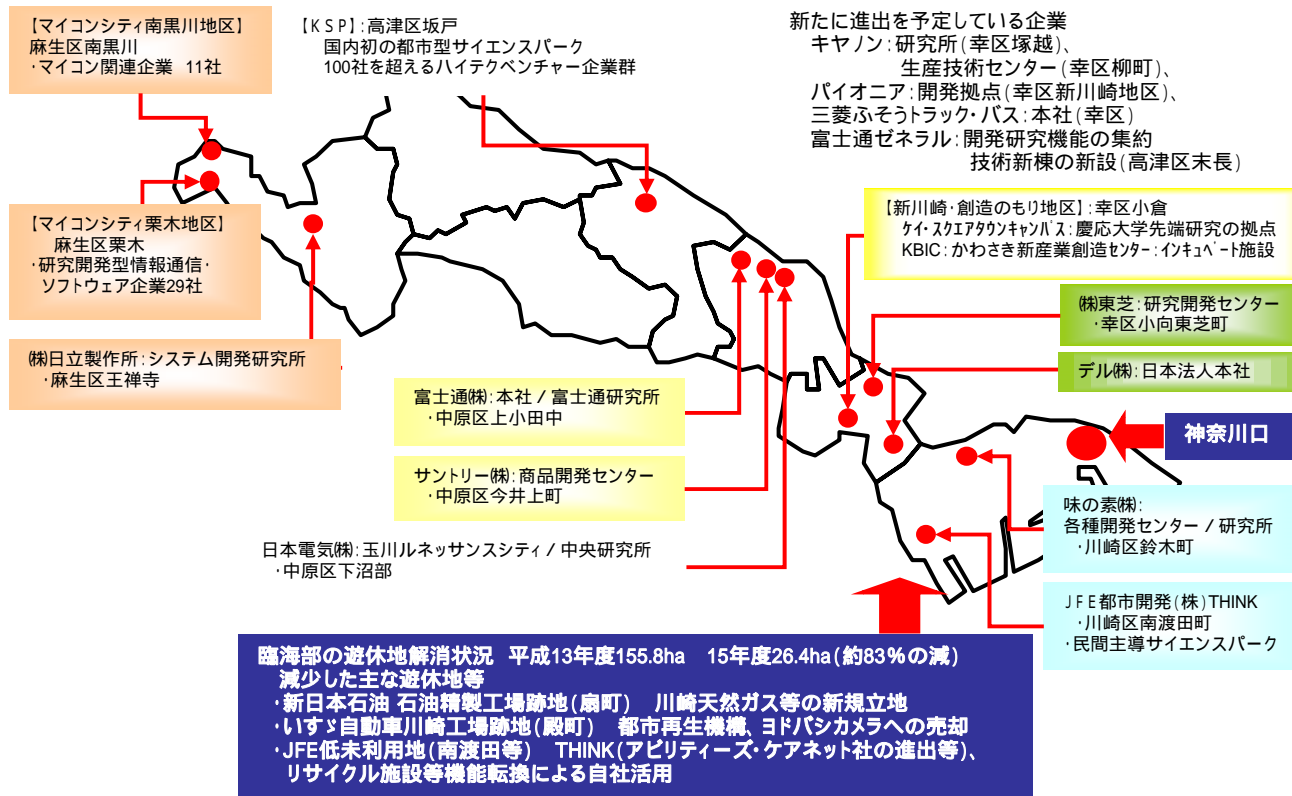 【マイコンシティ南黒川地区】
麻生区南黒川
・マイコン関連企業 11社
【KSP】:高津区坂戸
国内初の都市型サイエンスパーク
100社を超えるハイテクベンチャー企業群
新たに進出を予定している企業
キヤノン:研究所(幸区塚越)、
生産技術センター(幸区柳町)、
パイオニア:開発拠点(幸区新川崎地区)、
三菱ふそうトラック・バス:本社(幸区)
富士通ゼネラル:開発研究機能の集約
技術新棟の新設(高津区末長)
【マイコンシティ栗木地区】
麻生区栗木
・研究開発型情報通信・
ソフトウェア企業29社
【新川崎・創造のもり地区】:幸区小倉
ケイ・スクエアタウンキャンパス:慶応大学先端研究の拠点
KBIC:かわさき新産業創造センター:インキュベート施設
㈱東芝:研究開発センター
・幸区小向東芝町
㈱日立製作所:システム開発研究所
・麻生区王禅寺
デル㈱:日本法人本社
富士通㈱:本社/富士通研究所
・中原区上小田中
神奈川口
サントリー㈱:商品開発センター
・中原区今井上町
味の素㈱:
各種開発センター/研究所
・川崎区鈴木町
日本電気㈱:玉川ルネッサンスシティ/中央研究所
・中原区下沼部
JFE都市開発(株)THINK
・川崎区南渡田町
・民間主導サイエンスパーク
臨海部の遊休地解消状況 平成13年度155.8ha 15年度26.4ha(約83%の減)
減少した主な遊休地等
・新日本石油 石油精製工場跡地(扇町) 川崎天然ガス等の新規立地
・いすゞ自動車川崎工場跡地(殿町) 都市再生機構、ヨドバシカメラへの売却
・JFE低未利用地(南渡田等) THINK(アビリティーズ・ケアネット社の進出等)、
リサイクル施設等機能転換による自社活用